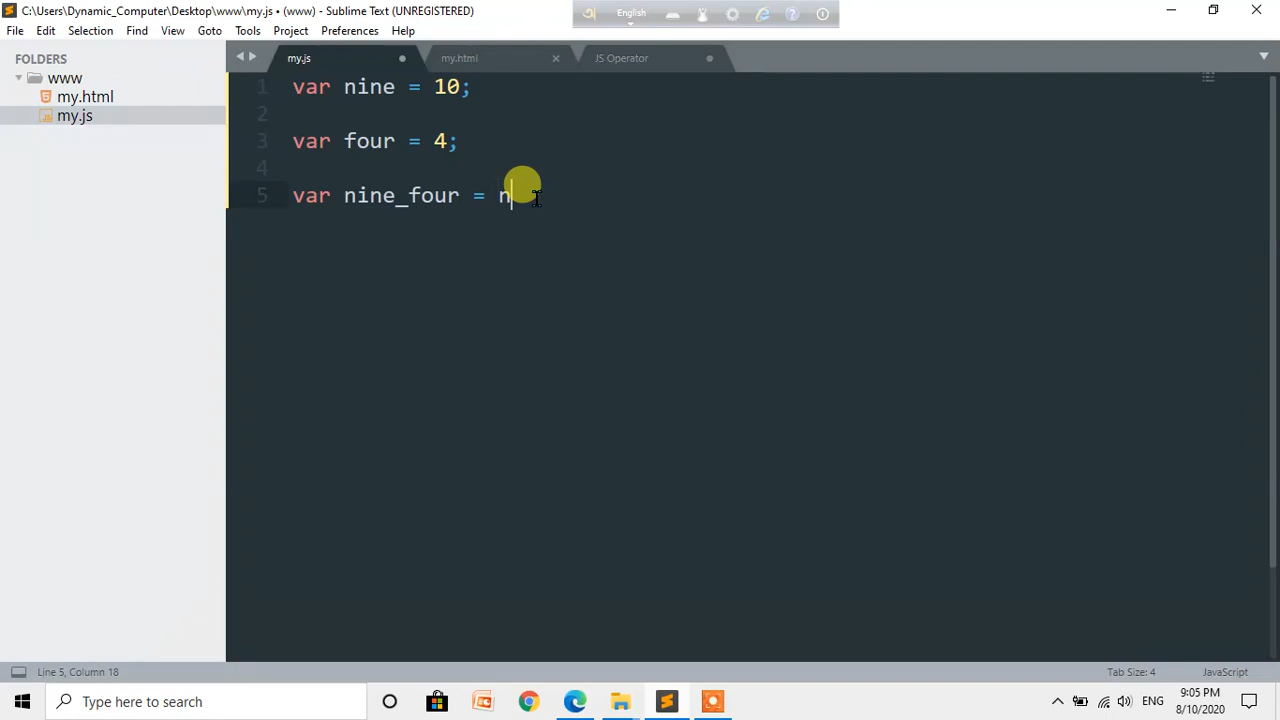 C:\Users\Dynamic_Computer\Desktop\www\my.js • (www) - Sublime Text (UNREGISTERED)
অ English
File Edit Selection Find View Goto Tools Project Preferences Help
FOLDERS
www
my.html
my.js
my.js my.html JS Operator
1 var nine = 10;
2
3 var four = 4;
4
5 var nine_four = n
Line 5, Column 18 Tab Size: 4 JavaScript
Type here to search
ENG
9:05 PM
8/10/2020